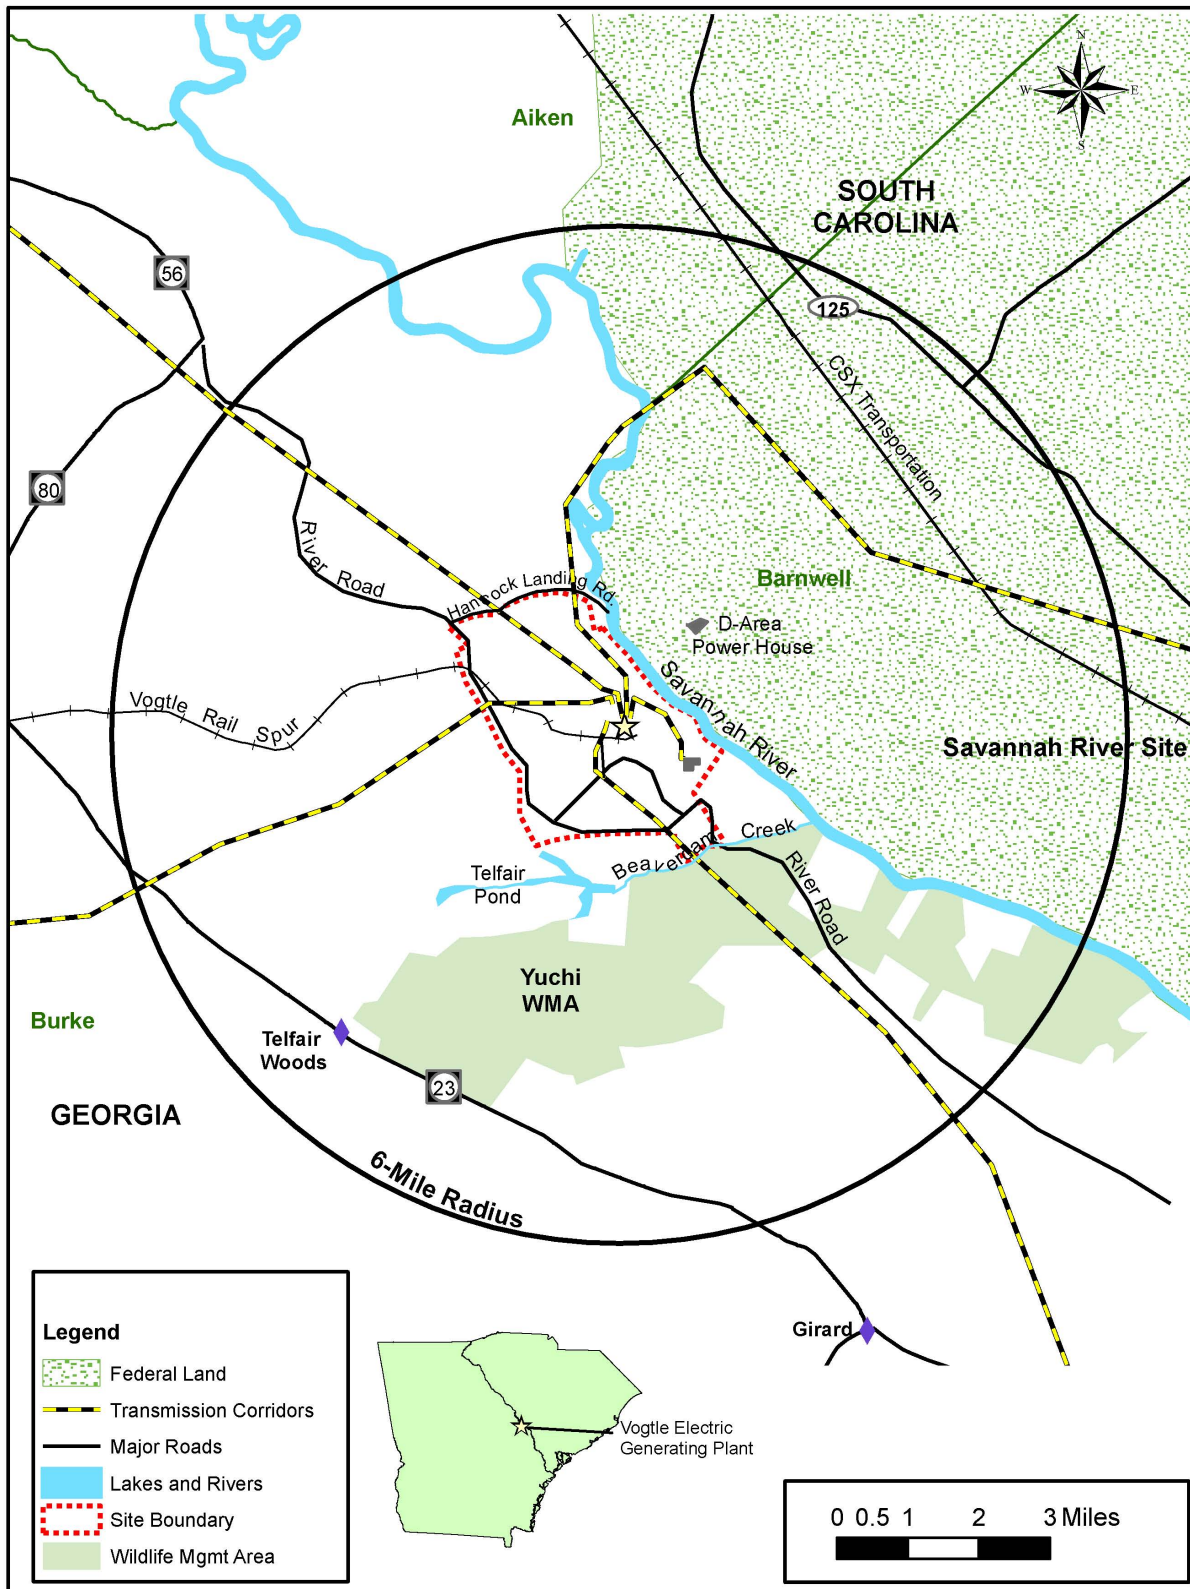 N
W
E
S
Aiken
SOUTH
CAROLINA
56
125
CSX Transportation
80
River Road
Hancock Landing Rd.
Barnwell
D-Area
Power House
Savannah River
Vogtle Rail Spur
Savannah River Site
Beaverdam Creek
Telfair
Pond
River Road
Yuchi
WMA
Burke
Telfair
Woods
23
GEORGIA
6-Mile Radius
Girard
Legend
Federal Land
Transmission Corridors
Major Roads
Lakes and Rivers
Site Boundary
Wildlife Mgmt Area
Vogtle Electric
Generating Plant
0 0.5 1 2 3 Miles